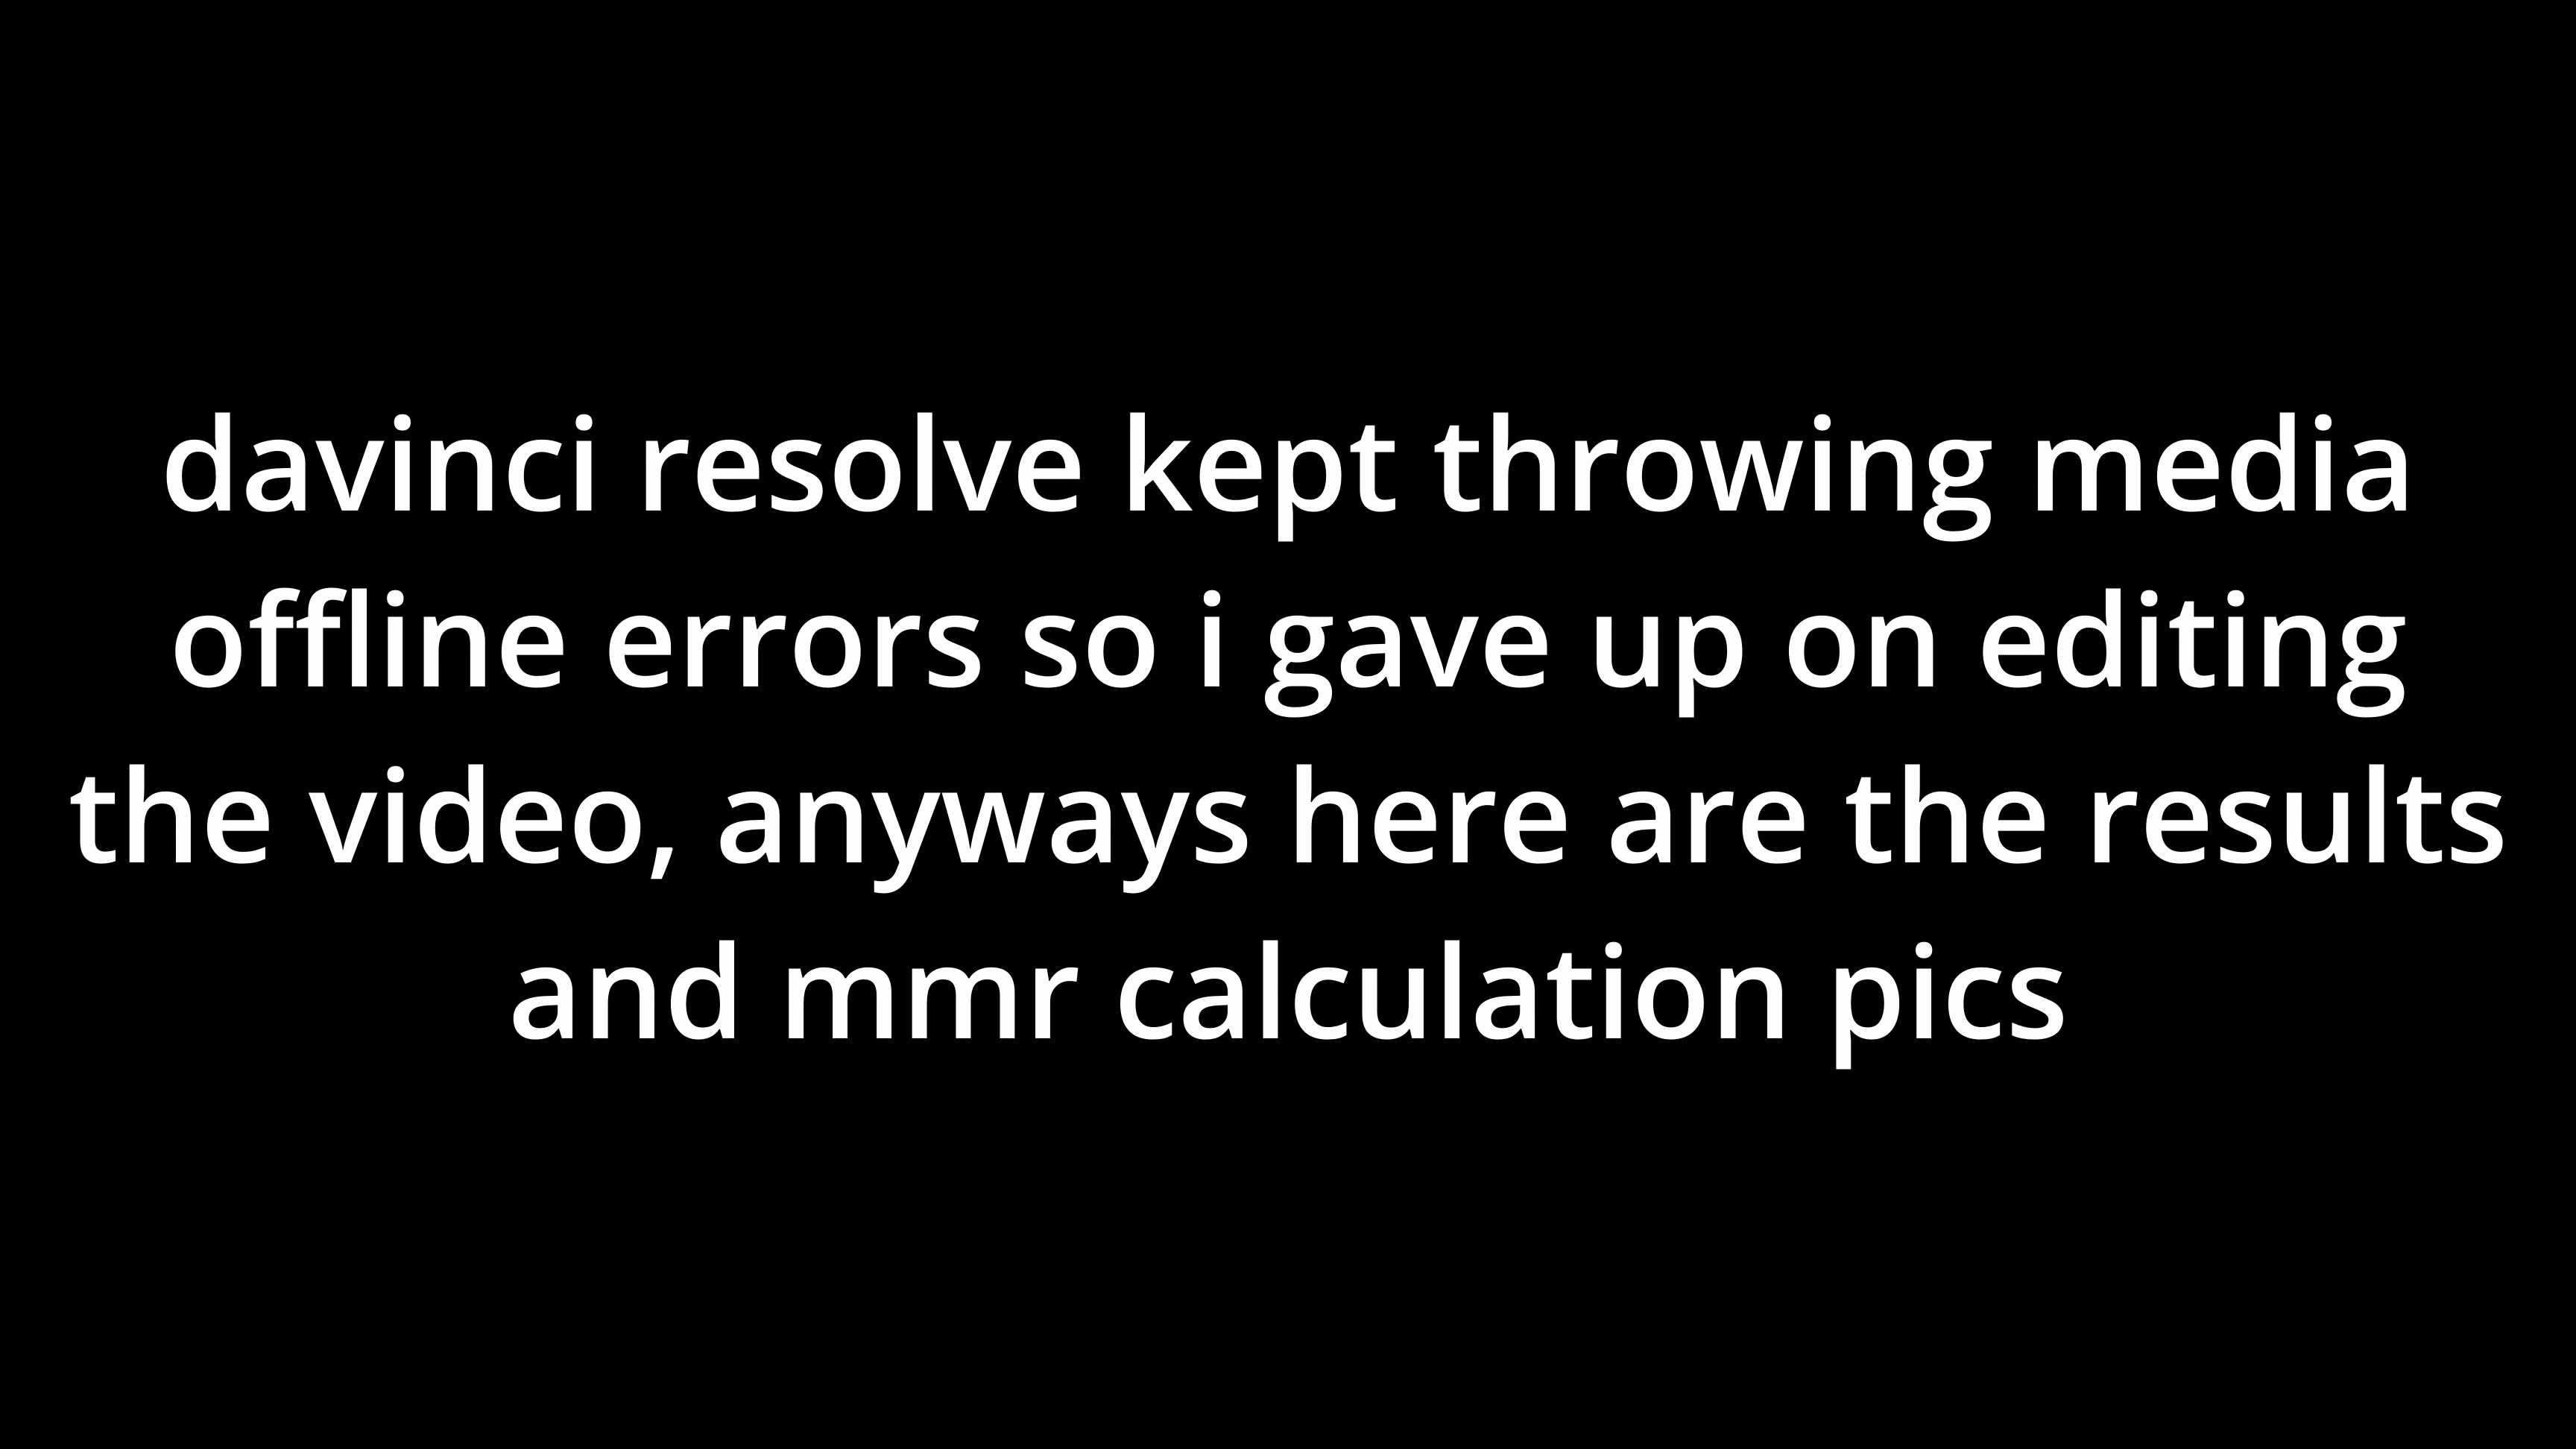 davinci resolve kept throwing media
offline errors so i gave up on editing
the video, anyways here are the results
and mmr calculation pics